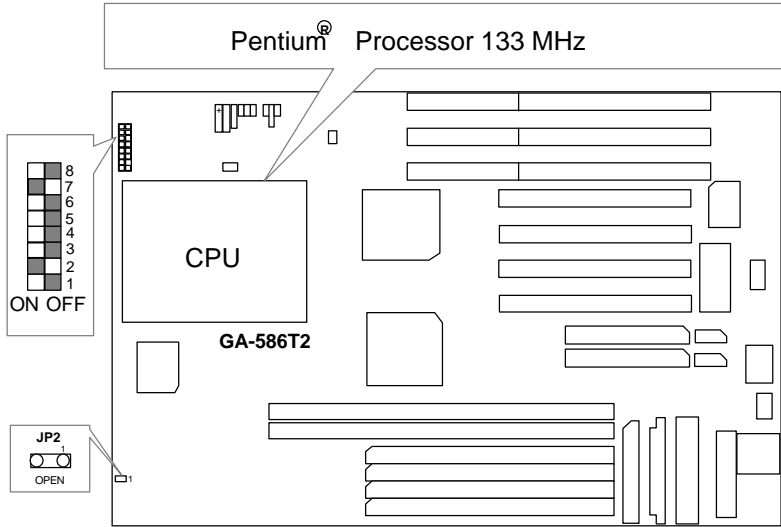 Pentium® Processor 133 MHz
+
8
7
6
5
4
3
2
1
ON OFF
CPU
GA-586T2
JP2
1
OPEN
1